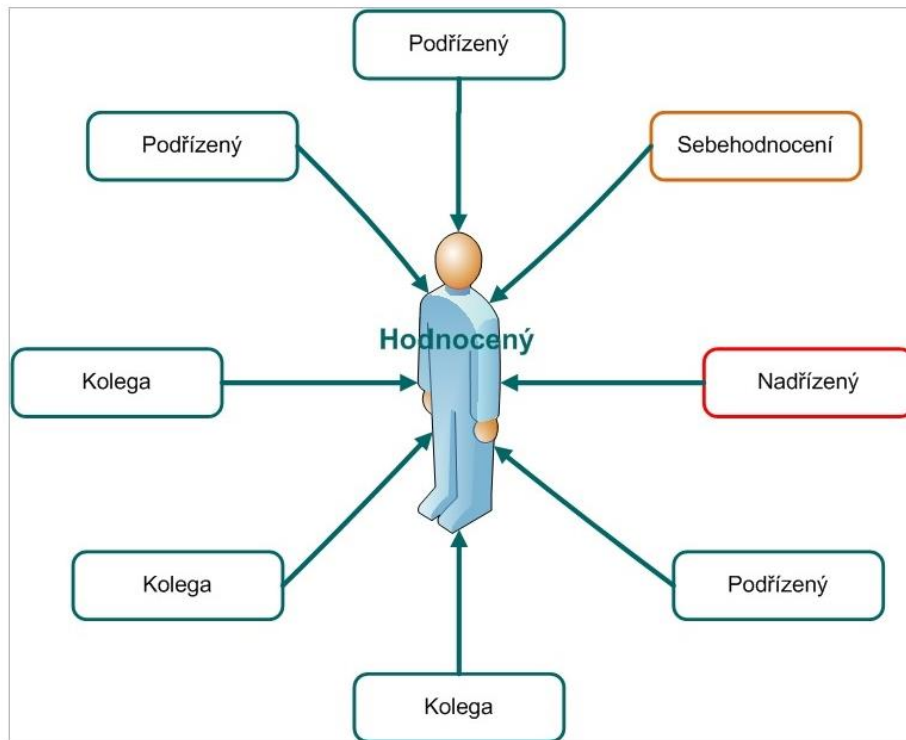 Podřízený
Podřízený
Sebehodnocení
Hodnocený
Kolega
Nadřízený
Kolega
Podřízený
Kolega